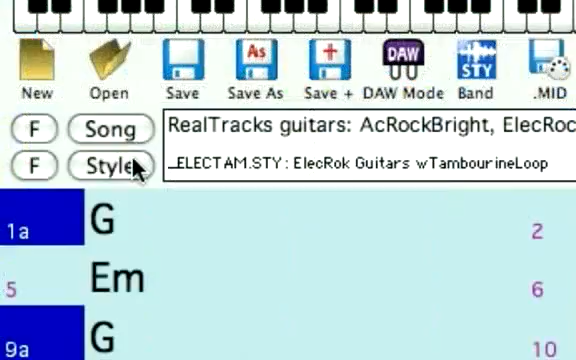 As + STY
New Open Save Save As Save + DAW Mode Band .MID
F Song RealTracks guitars: AcRockBright, ElecRoc
F Style _ELECTAM.STY: ElecRok Guitars wTambourineLoop
1a G 2
5 Em 6
9a G 10